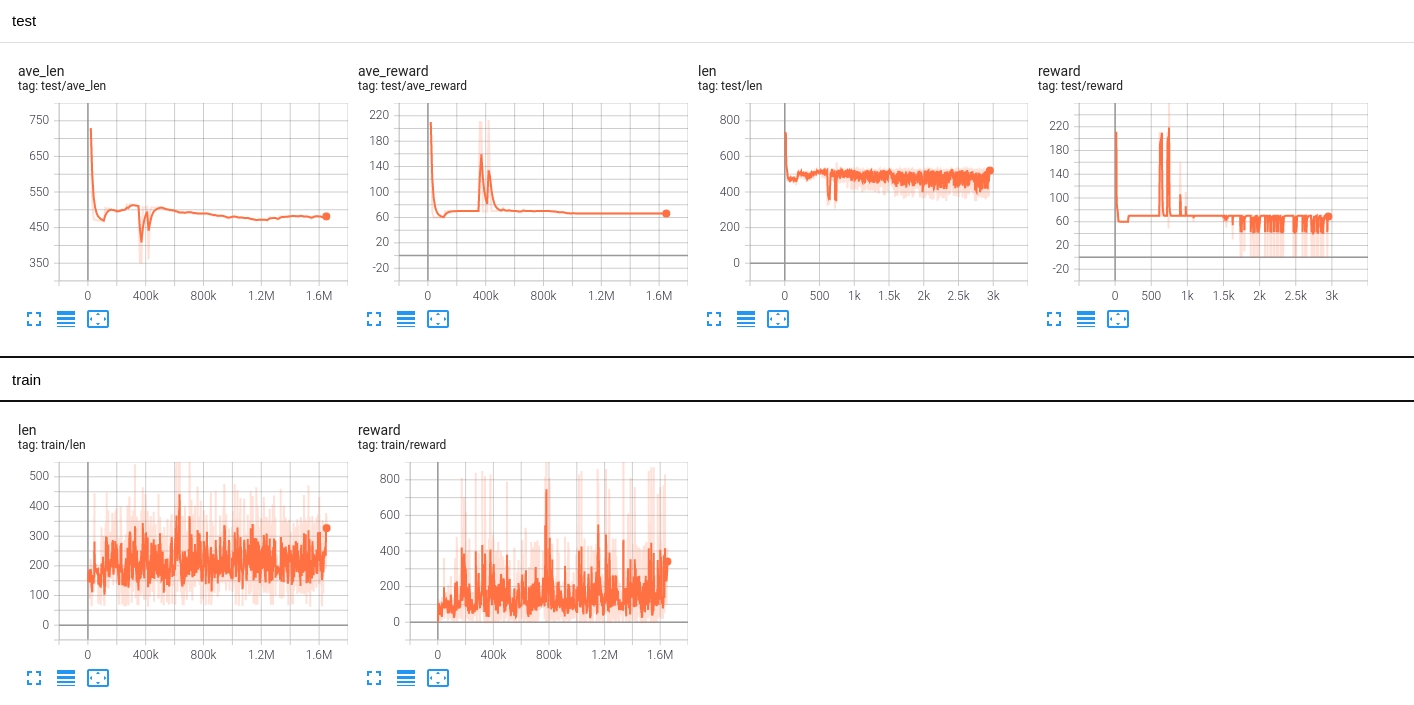 test
ave_len
tag: test/ave_len
750
650
550
450
350
0 400k 800k 1.2M 1.6M
ave_reward
tag: test/ave_reward
220
180
140
100
60
20
-20
0 400k 800k 1.2M 1.6M
len
tag: test/len
800
600
400
200
0
0 500 1k 1.5k 2k 2.5k 3k
reward
tag: test/reward
220
180
140
100
60
20
-20
0 500 1k 1.5k 2k 2.5k 3k
train
len
tag: train/len
500
400
300
200
100
0
0 400k 800k 1.2M 1.6M
reward
tag: train/reward
800
600
400
200
0
0 400k 800k 1.2M 1.6M